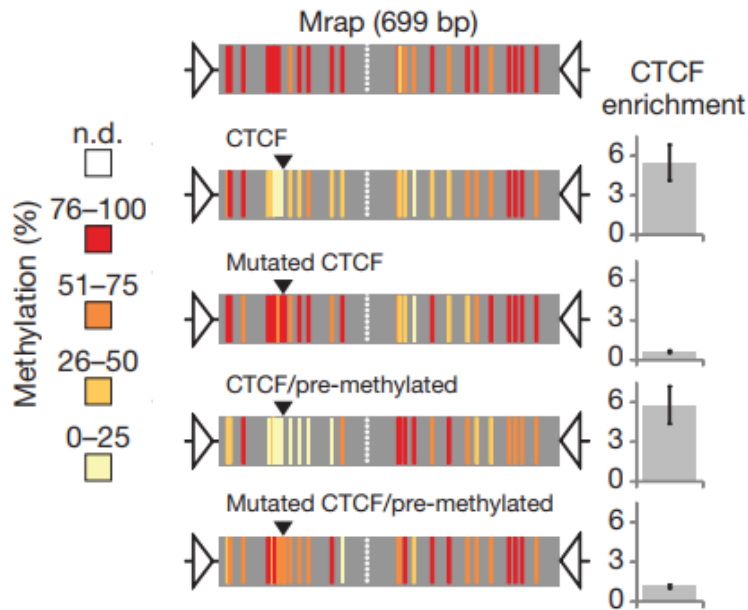 Mrap (699 bp)
CTCF
enrichment
n.d.
76–100
51–75
26–50
0–25
Methylation (%)
CTCF
6
3
0
Mutated CTCF
6
3
0
CTCF/pre-methylated
6
3
0
Mutated CTCF/pre-methylated
6
3
0